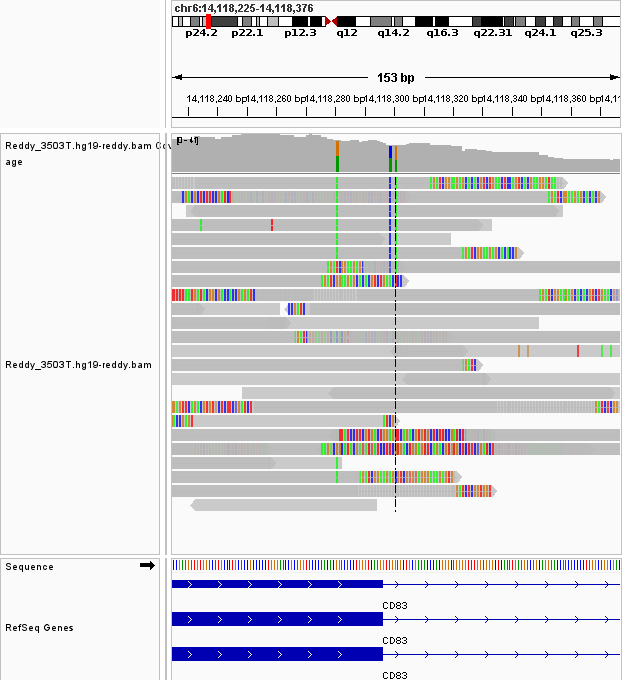 chr6:14,118,225-14,118,376
p24.2 p22.1 p12.3 q12 q14.2 q16.3 q22.31 q24.1 q25.3
153 bp
14,118,240 bp 14,118,260 bp 14,118,280 bp 14,118,300 bp 14,118,320 bp 14,118,340 bp 14,118,360 bp 14,11
Reddy_3503T.hg19-reddy.bam Cov
age
Reddy_3503T.hg19-reddy.bam
Sequence
CD83
RefSeq Genes
CD83
CD83